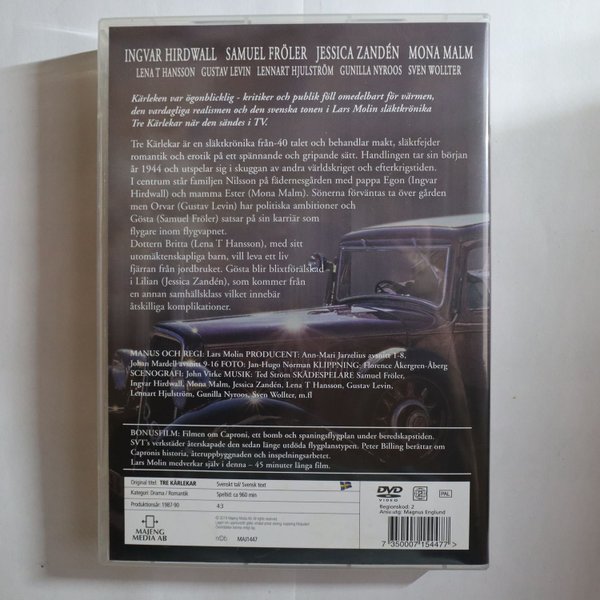 INGVAR HIRDWALL SAMUEL FRÖLER JESSICA ZANDÉN MONA MALM
LENA T HANSSON GUSTAV LEVIN LENNART HJULSTRÖM GUNILLA NYROOS SVEN WOLLTER
Kärleken var ögonblicklig - kritiker och publik föll omedelbart för värmen,
den vardagliga realismen och den svenska tonen i Lars Molin släktkrönika
Tre Kärlekar när den sändes i TV.
Tre Kärlekar är en släktkrönika från-40 talet och behandlar makt, släktfejder
romantik och erotik på ett spännande och gripande sätt. Handlingen tar sin början
år 1944 och utspelar sig i skuggan av andra världskriget och efterkrigstiden.
I centrum står familjen Nilsson på fädernesgården med pappa Egon (Ingvar
Hirdwall) och mamma Ester (Mona Malm). Sönerna förväntas ta över gården
men Orvar (Gustav Levin) har politiska ambitioner och
Gösta (Samuel Fröler) satsar på sin karriär som
flygare inom flygvapnet.
Dottern Britta (Lena T Hansson), med sitt
utomäktenskapliga barn, vill leva ett liv
fjärran från jordbruket. Gösta blir blixtförälskad
i Lilian (Jessica Zandén), som kommer från
en annan samhällsklass vilket innebär
åtskilliga komplikationer.
MANUS OCH REGI: Lars Molin PRODUCENT: Ann-Mari Jarzelius avsnitt 1-8,
Johan Mardell avsnitt 9-16 FOTO: Jan-Hugo Norman KLIPPNING: Florence Åkergren-Åberg
SCENOGRAFI: John Virke MUSIK: Ted Ström SKÅDESPELARE Samuel Fröler,
Ingvar Hirdwall, Mona Malm, Jessica Zandén, Lena T Hansson, Gustav Levin,
Lennart Hjulström, Gunilla Nyroos, Sven Wollter, m.fl
BONUSFILM: Filmen om Caproni, ett bomb och spaningsflygplan under beredskapstiden.
SVT's verkstäder återskapade den sedan länge utdöda flygplanstypen. Peter Billing berättar om
Capronis historia, återuppbyggnaden och inspelningsarbetet.
Lars Molin medverkar själv i denna – 45 minuter långa film.
Original titel: TRE KÄRLEKAR
Kategori: Drama / Romantik
Produktionsår: 1987-90
Svenskt tal/ Svensk text
Speltid: ca 960 min
4:3
DVD
VIDEO
2
PAL
Regionskod: 2
Ansv.utg: Magnus Englund
MAJENG
MEDIA AB
MAJ1447
7 350007 154477 >